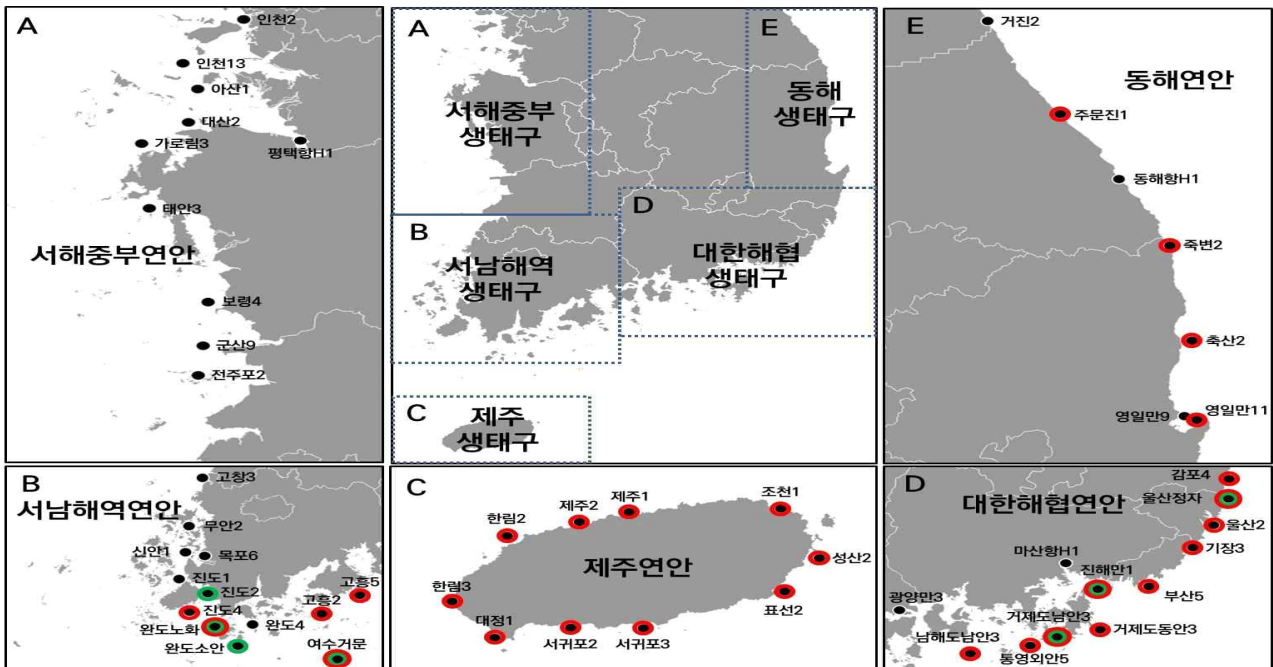 A
인천2
인천13
아산1
대산2
가로림3
평택항H1
태안3
서해중부연안
보령4
군산9
전주포2
A
E
서해중부
생태구
동해
생태구
B
D
서남해역
생태구
대한해협
생태구
C
제주
생태구
E
거진2
동해연안
주문진1
동해항H1
죽변2
축산2
영일만9
영일만11
B
고창3
서남해역연안
무안2
신안1
목포6
진도1
진도2
고흥5
진도4
고흥2
완도노화
완도4
완도소안
여수거문
C
제주1
조천1
제주2
한림2
성산2
제주연안
한림3
표선2
대정1
서귀포2
서귀포3
D
감포4
대한해협연안
울산정자
울산2
마산항H1
기장3
진해만1
광양만3
부산5
거제도남안3
거제도동안3
남해도남안3
통영외안5